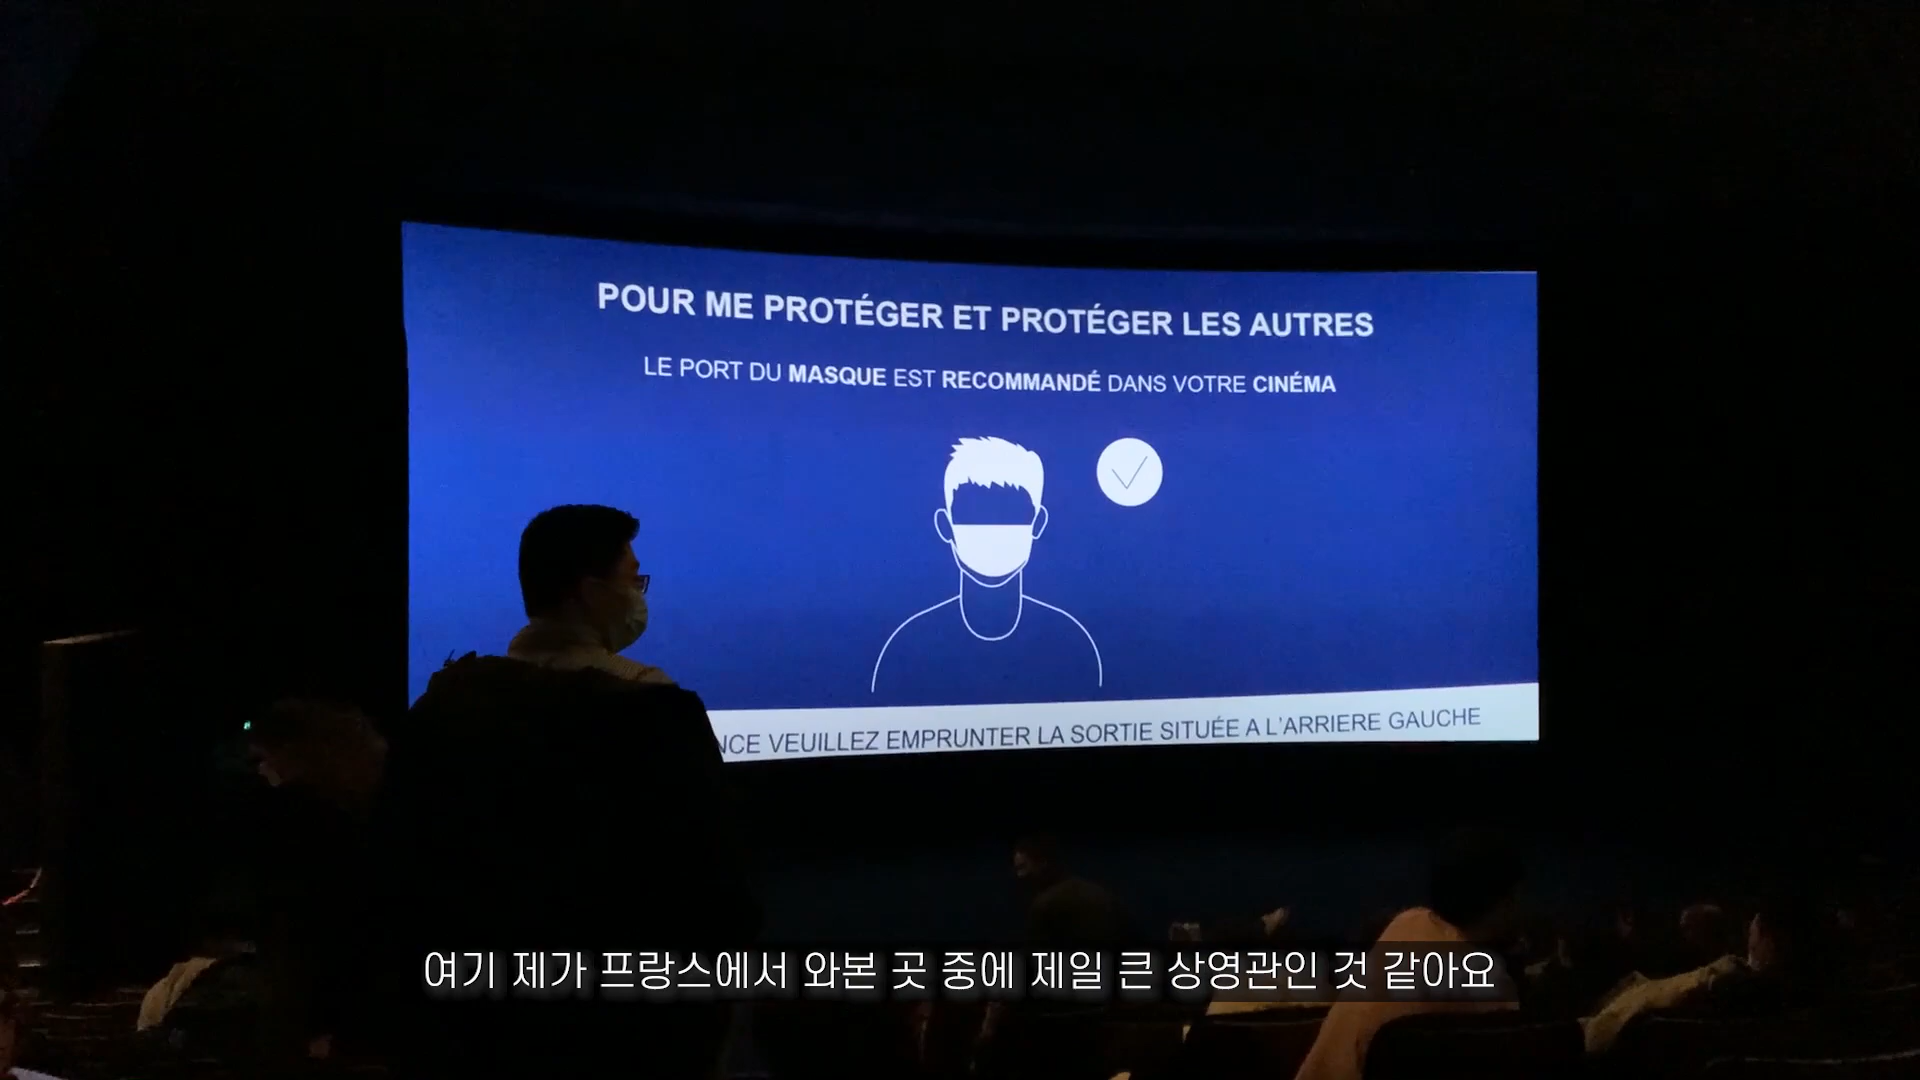 POUR ME PROTÉGER ET PROTÉGER LES AUTRES
LE PORT DU MASQUE EST RECOMMANDÉ DANS VOTRE CINÉMA
VEUILLEZ EMPRUNTER LA SORTIE SITUÉE A L'ARRIERE GAUCHE
여기 제가 프랑스에서 와본 곳 중에 제일 큰 상영관인 것 같아요